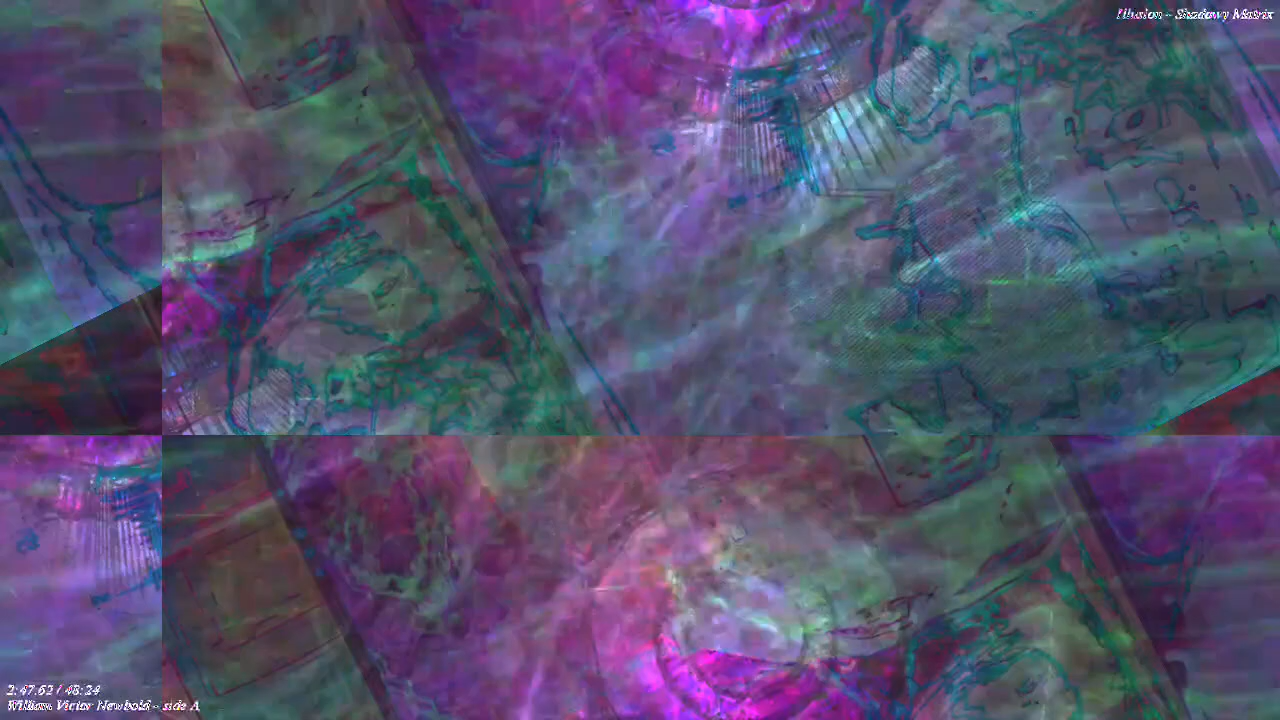 Illusion - Shadowy Matrix
2:47.62 / 48:24
William Victor Newbold - side A